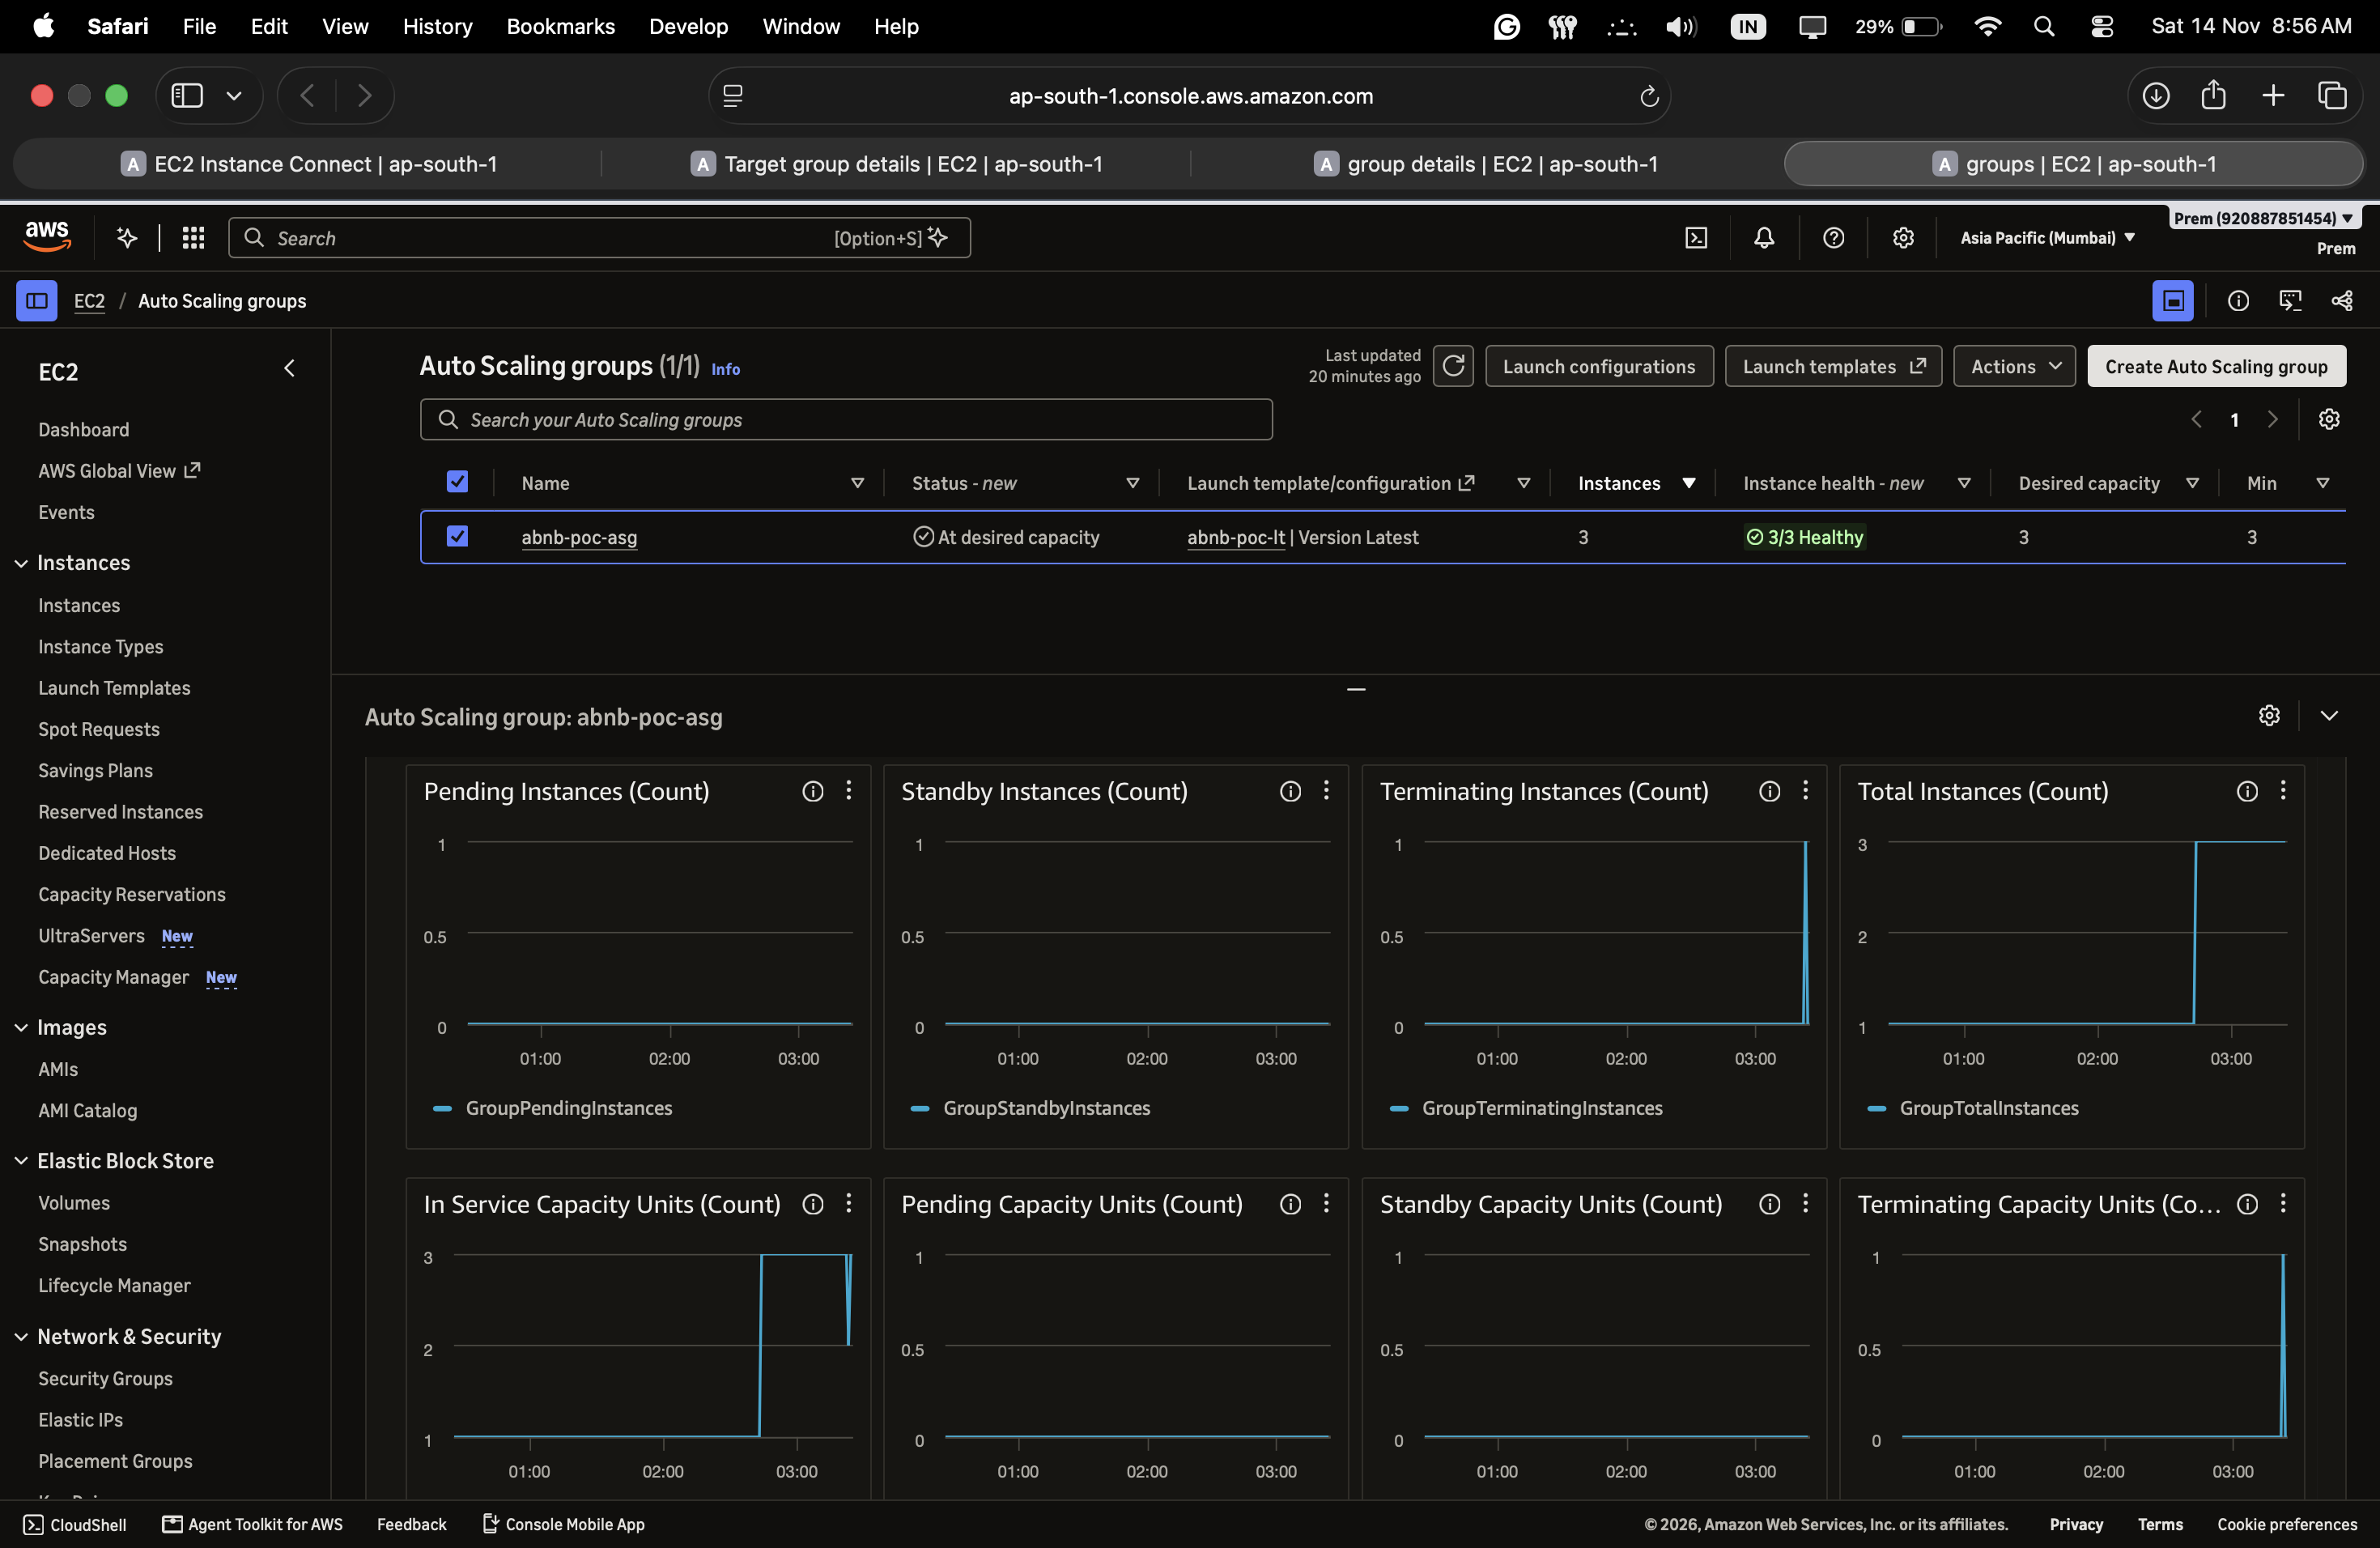 Safari File Edit View History Bookmarks Develop Window Help IN 29% Sat 14 Nov 8:56 AM
ap-south-1.console.aws.amazon.com
A EC2 Instance Connect | ap-south-1 A Target group details | EC2 | ap-south-1 A group details | EC2 | ap-south-1 A groups | EC2 | ap-south-1
aws Search [Option+S] Asia Pacific (Mumbai) Prem (920887851454)
Prem
EC2 / Auto Scaling groups
EC2
Dashboard
AWS Global View
Events
Instances
Instances
Instance Types
Launch Templates
Spot Requests
Savings Plans
Reserved Instances
Dedicated Hosts
Capacity Reservations
UltraServers New
Capacity Manager New
Images
AMIs
AMI Catalog
Elastic Block Store
Volumes
Snapshots
Lifecycle Manager
Network & Security
Security Groups
Elastic IPs
Placement Groups
Auto Scaling groups (1/1) Info
Last updated
20 minutes ago
Launch configurations Launch templates Actions Create Auto Scaling group
Search your Auto Scaling groups
1
Name Status - new Launch template/configuration Instances Instance health - new Desired capacity Min
abnb-poc-asg At desired capacity abnb-poc-lt | Version Latest 3 3/3 Healthy 3 3
Auto Scaling group: abnb-poc-asg
Pending Instances (Count)
1
0.5
0
01:00 02:00 03:00
GroupPendingInstances
Standby Instances (Count)
1
0.5
0
01:00 02:00 03:00
GroupStandbyInstances
Terminating Instances (Count)
1
0.5
0
01:00 02:00 03:00
GroupTerminatingInstances
Total Instances (Count)
3
2
1
01:00 02:00 03:00
GroupTotalInstances
In Service Capacity Units (Count)
3
2
1
01:00 02:00 03:00
Pending Capacity Units (Count)
1
0.5
0
01:00 02:00 03:00
Standby Capacity Units (Count)
1
0.5
0
01:00 02:00 03:00
Terminating Capacity Units (Co...
1
0.5
0
01:00 02:00 03:00
CloudShell Agent Toolkit for AWS Feedback Console Mobile App © 2026, Amazon Web Services, Inc. or its affiliates. Privacy Terms Cookie preferences